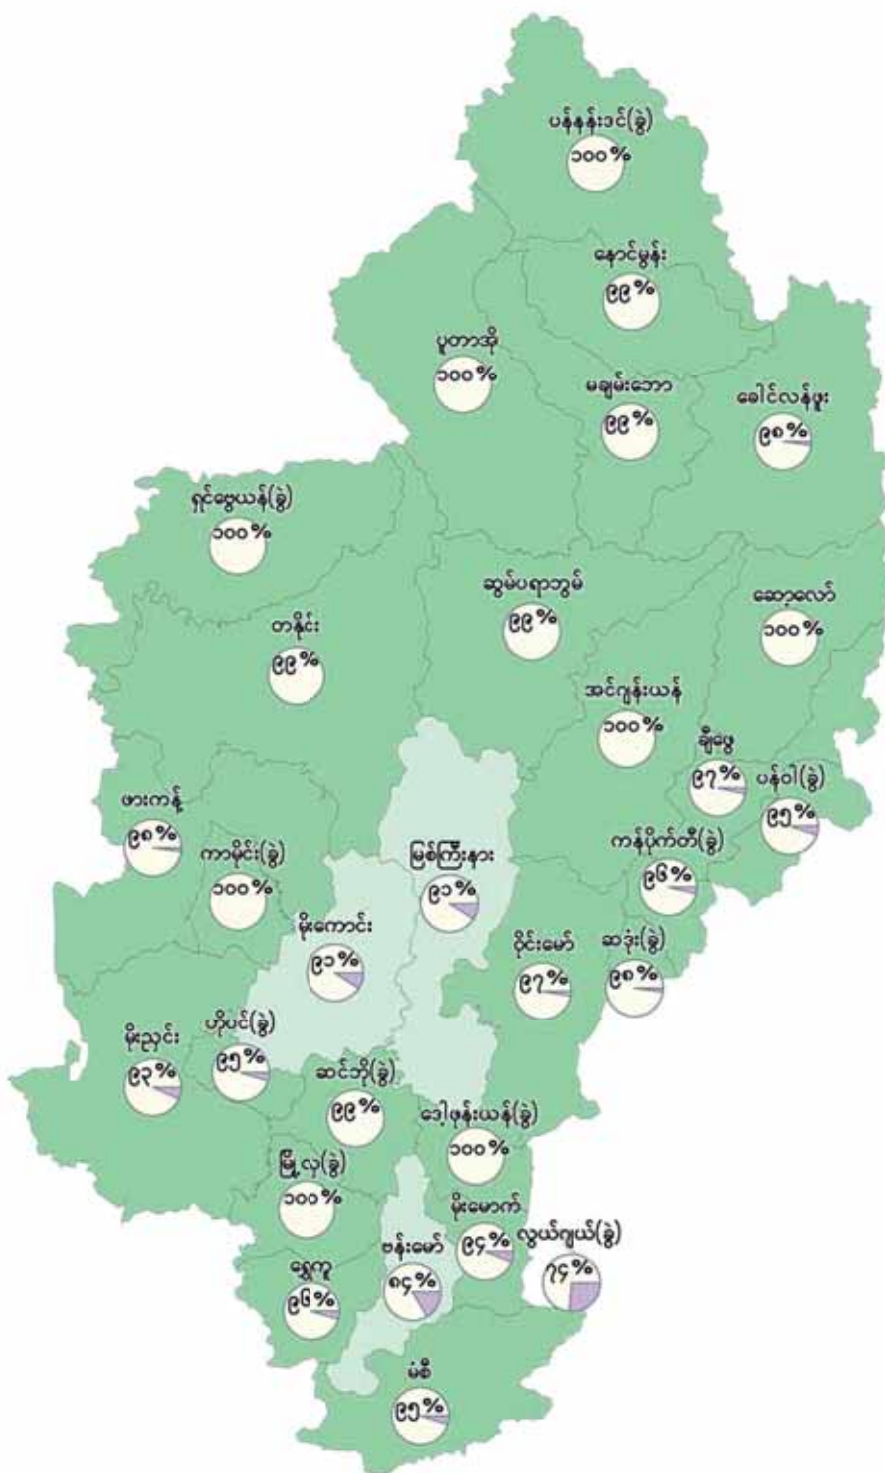 ပန်နန်းဒင်(ခွဲ)
၁၀၀%
နောင်မွန်း
၉၉%
ပူတာအို
၁၀၀%
မချမ်းဘော
၉၉%
ခေါင်လန်ဖူး
၉၈%
ရှင်ဗွေယန်(ခွဲ)
၁၀၀%
ဆွမ်ပရာဘွမ်
၉၉%
ဆော့လော်
၁၀၀%
တနိုင်း
၉၉%
အင်ဂျန်းယန်
၁၀၀%
ချီဖွေ
၉၇%
ပန်ဝါ(ခွဲ)
၉၅%
ဖားကန့်
၉၈%
ကာမိုင်း(ခွဲ)
၁၀၀%
မြစ်ကြီးနား
၉၁%
ကန်ပိုက်တီ(ခွဲ)
၉၆%
မိုးကောင်း
၉၁%
ဝိုင်းမော်
၉၇%
ဆဒုံး(ခွဲ)
၉၈%
မိုးညှင်း
၉၃%
ဟိုပင်(ခွဲ)
၉၅%
ဆင်ဘို(ခွဲ)
၉၉%
ဒေါ့ဖုန်းယန်(ခွဲ)
၁၀၀%
မြို့လှ(ခွဲ)
၁၀၀%
မိုးမောက်
၉၄%
လွယ်ဂျယ်(ခွဲ)
၇၄%
ဗန်းမော်
၈၄%
ရွှေကူ
၉၆%
မံစီ
၉၅%